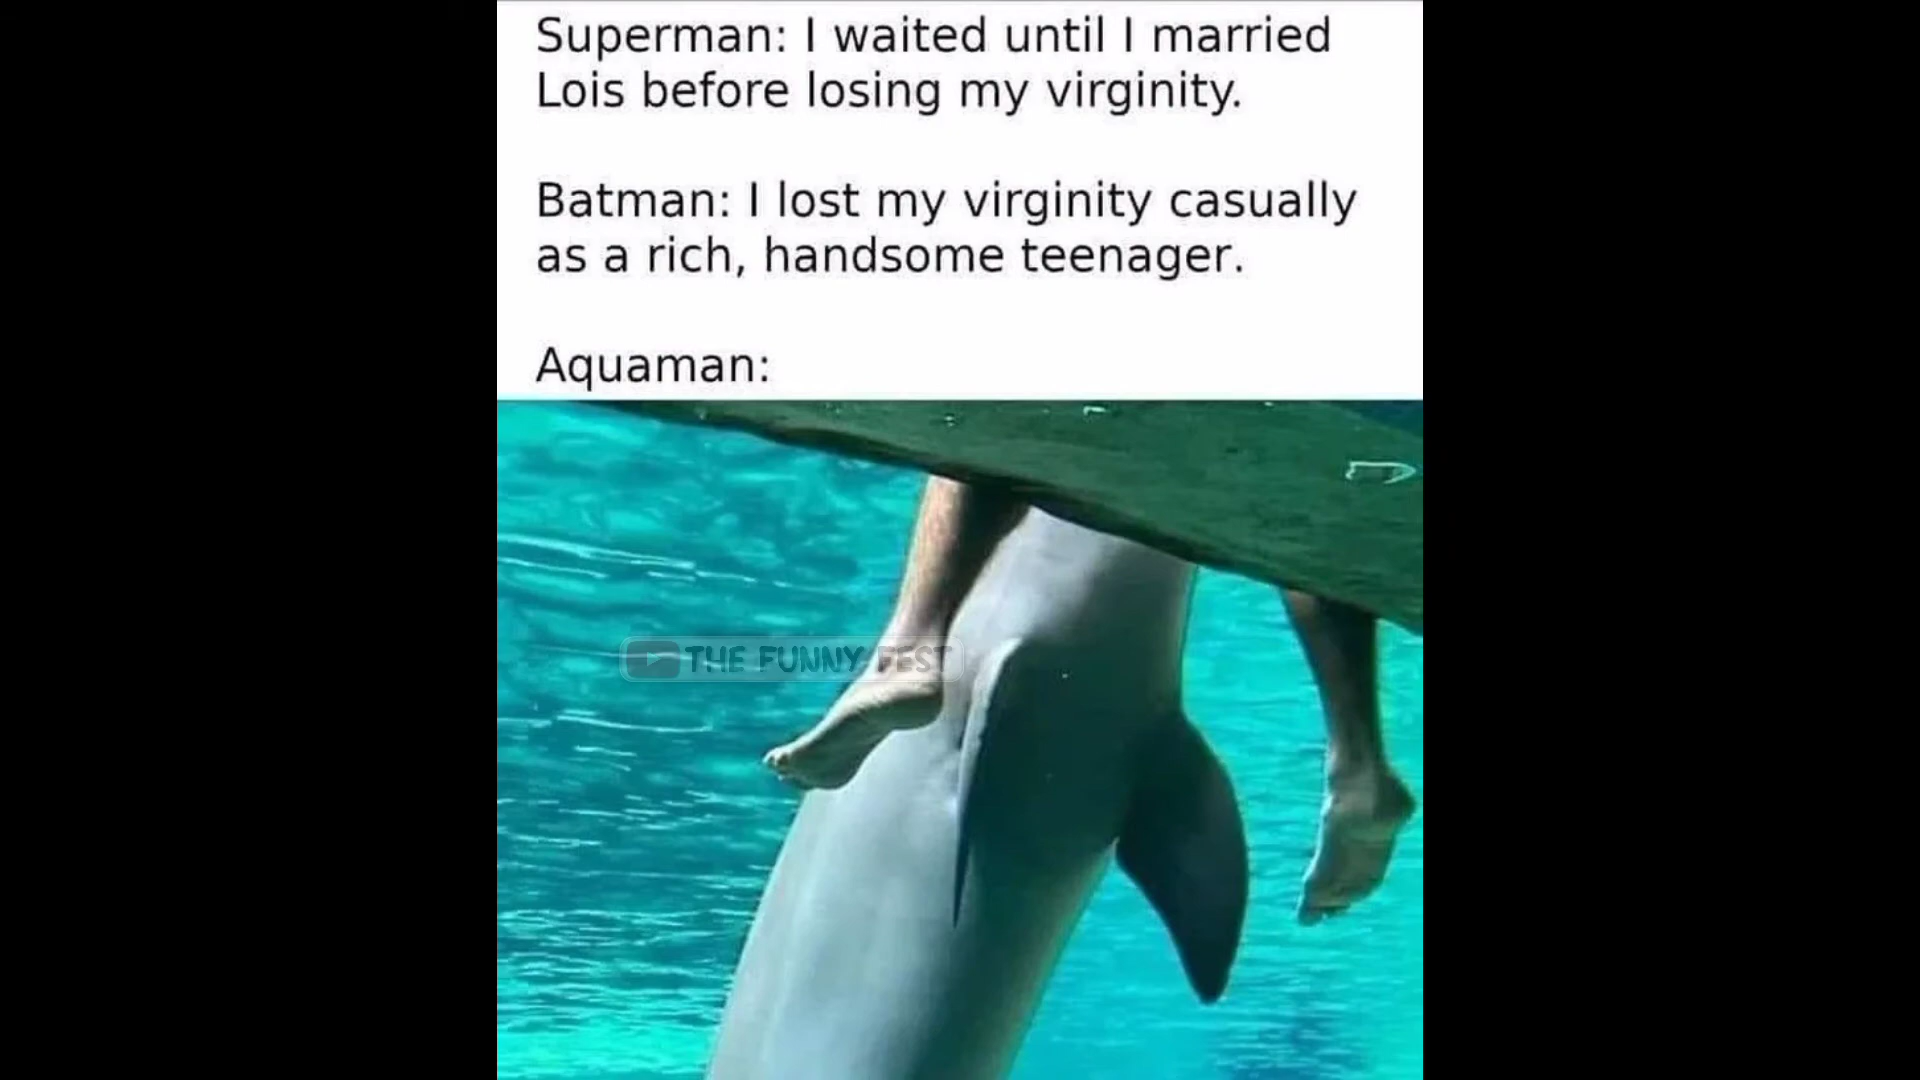 Superman: I waited until I married
Lois before losing my virginity.
Batman: I lost my virginity casually
as a rich, handsome teenager.
Aquaman:
THE FUNNY FEST